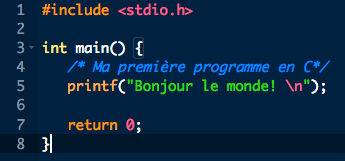 1 #include <stdio.h>
2
3 int main() {
4 /* Ma première programme en C*/
5 printf("Bonjour le monde! \n");
6
7 return 0;
8 }